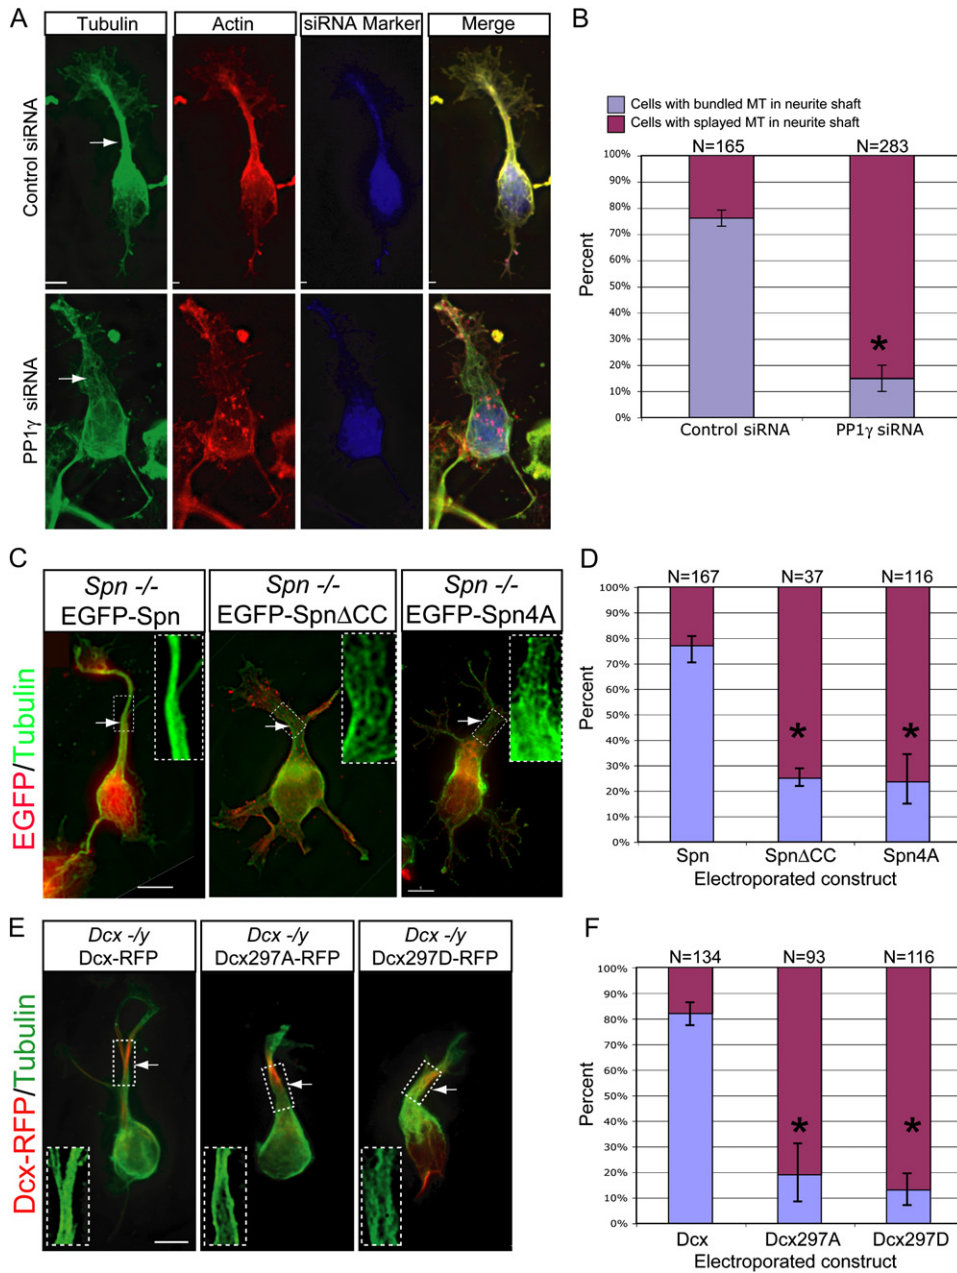 A
Tubulin
Actin
siRNA Marker
Merge
Control siRNA
PP1γ siRNA
B
Cells with bundled MT in neurite shaft
Cells with splayed MT in neurite shaft
N=165
N=283
100%
90%
80%
70%
60%
50%
40%
30%
20%
10%
0%
Percent
*
Control siRNA
PP1γ siRNA
C
Spn -/-
EGFP-Spn
Spn -/-
EGFP-SpnΔCC
Spn -/-
EGFP-Spn4A
EGFP/Tubulin
D
N=167
N=37
N=116
100%
90%
80%
70%
60%
50%
40%
30%
20%
10%
0%
Percent
*
*
Spn
SpnΔCC
Spn4A
Electroporated construct
E
Dcx -/y
Dcx-RFP
Dcx -/y
Dcx297A-RFP
Dcx -/y
Dcx297D-RFP
Dcx-RFP/Tubulin
F
N=134
N=93
N=116
100%
90%
80%
70%
60%
50%
40%
30%
20%
10%
0%
Percent
*
*
Dcx
Dcx297A
Dcx297D
Electroporated construct